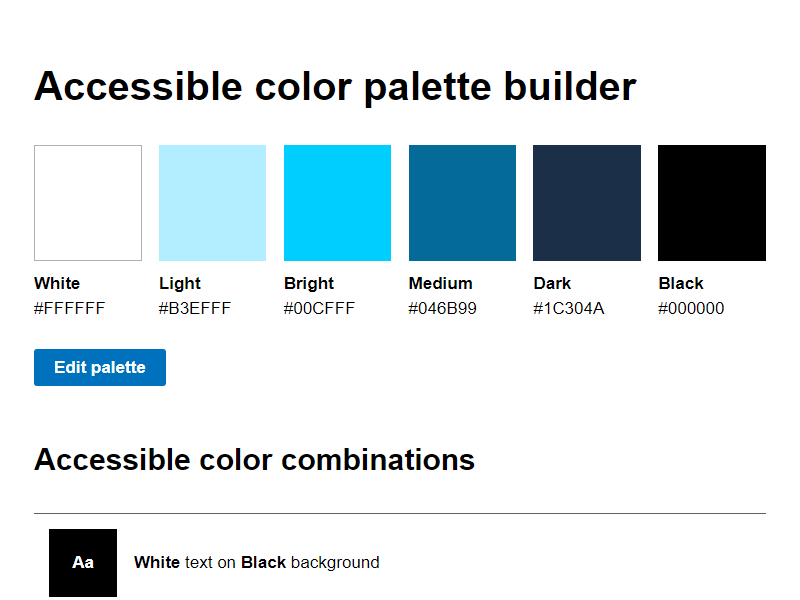 Accessible color palette builder
White Light Bright Medium Dark Black
#FFFFFF #B3EFFF #00CFFF #046B99 #1C304A #000000
Edit palette
Accessible color combinations
Aa White text on Black background